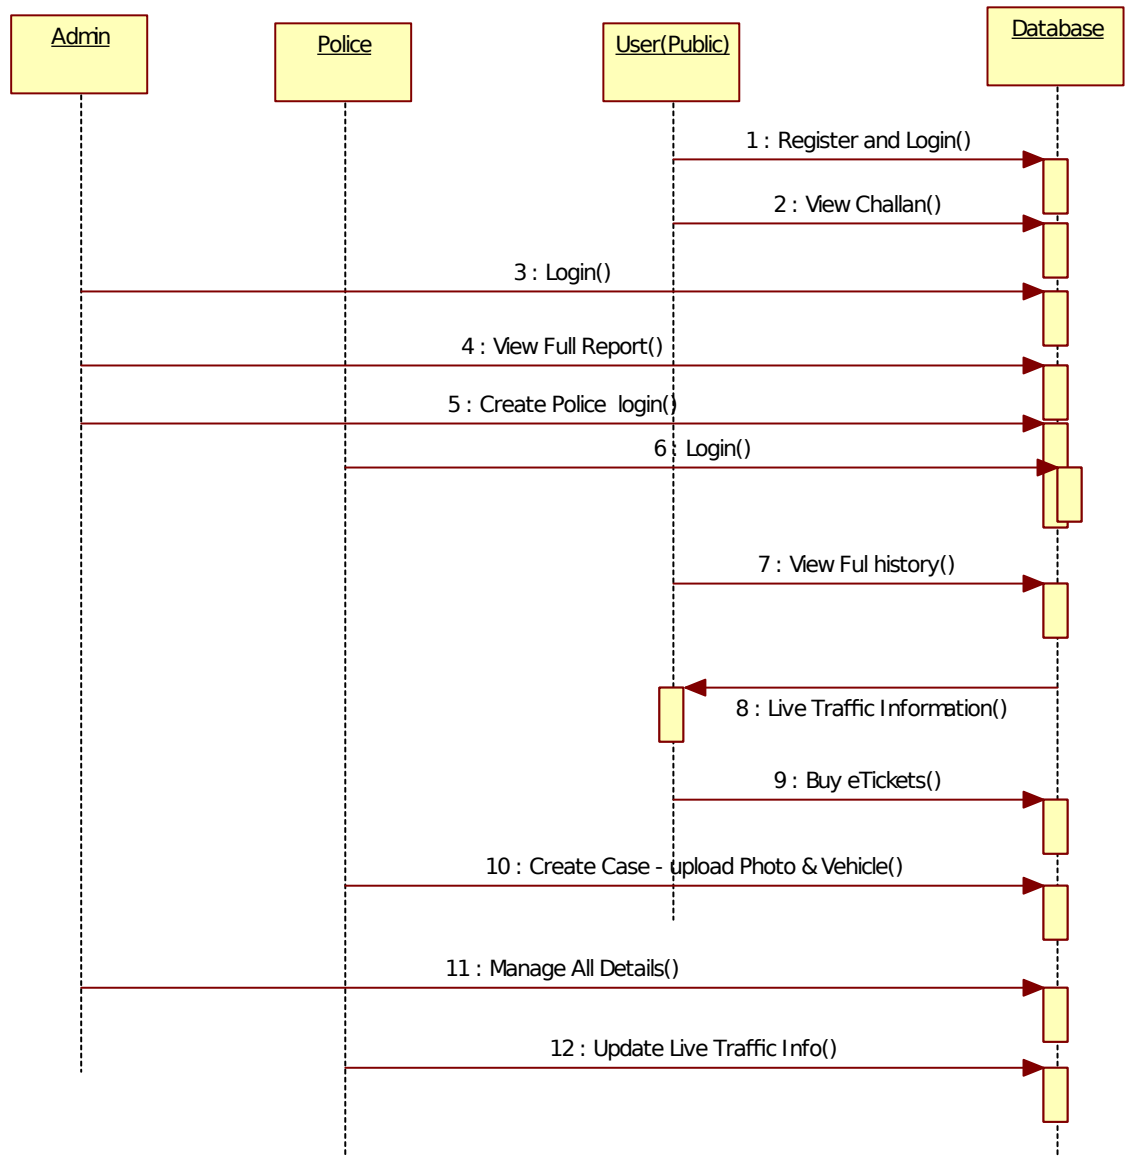 Admin
Police
User(Public)
Database
1 : Register and Login()
2 : View Challan()
3 : Login()
4 : View Full Report()
5 : Create Police  login()
6 : Login()
7 : View Ful history()
8 : Live Traffic Information()
9 : Buy eTickets()
10 : Create Case - upload Photo & Vehicle()
11 : Manage All Details()
12 : Update Live Traffic Info()